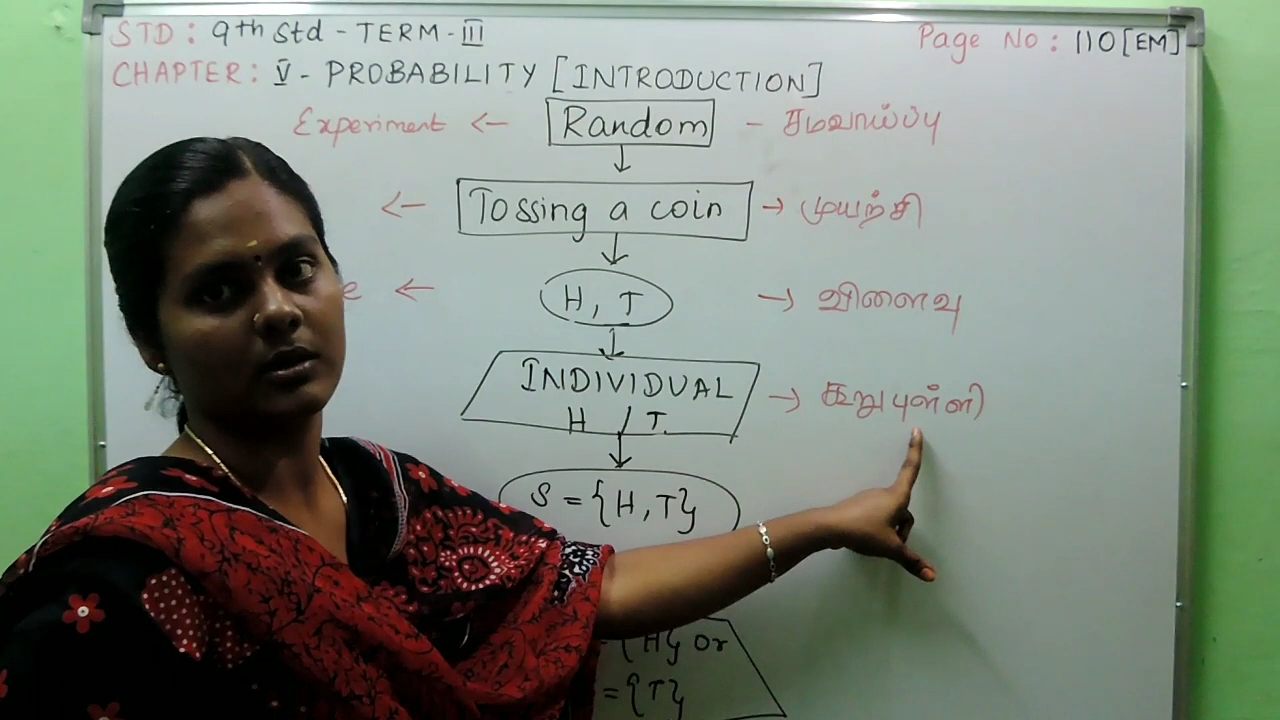 STD: 9th Std - TERM - III
Page No: 110 [EM]
CHAPTER: V - PROBABILITY [INTRODUCTION]
Experiment ← Random - சமவாய்ப்பு
← Tossing a coin → முயற்சி
e ← H, T → விளைவு
INDIVIDUAL → கூறுபுள்ளி
H / T.
S = {H, T}
= {H} or
= {T}